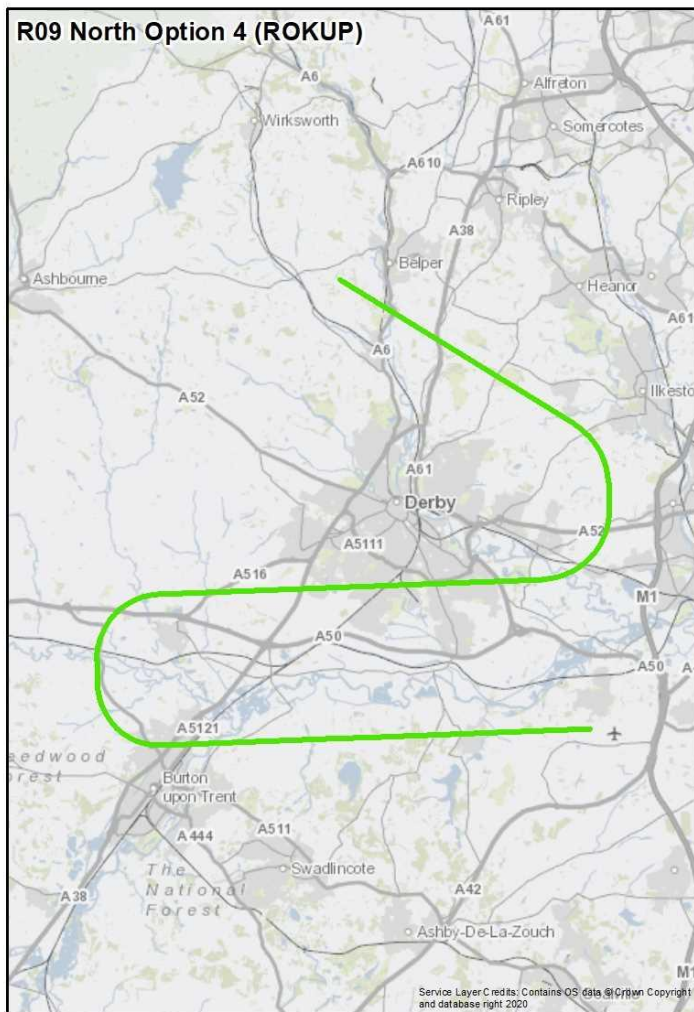 R09 North Option 4 (ROKUP)
A61
A6
Alfreton
Wirksworth
Somercotes
A610
Ripley
A38
Belper
Ashbourne
Heanor
A61
A6
A52
Ilkesto
A61
Derby
A52
A5111
A516
M1
A50
A50
A5121
eedwood
orest
Burton
upon Trent
A444
A511
Swadlincote
The
National
Forest
A38
A42
Ashby-De-La-Zouch
M1
Service Layer Credits: Contains OS data © Crown Copyright
and database right 2020